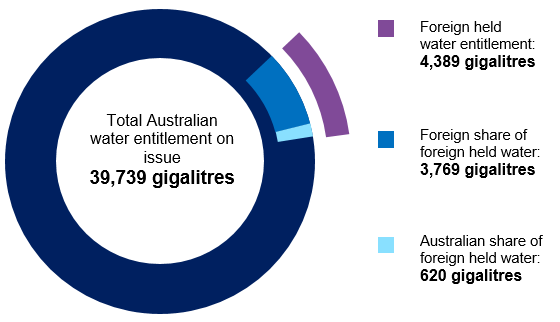 Total Australian
water entitlement on
issue
39,739 gigalitres
Foreign held
water entitlement:
4,389 gigalitres
Foreign share of
foreign held water:
3,769 gigalitres
Australian share of
foreign held water:
620 gigalitres